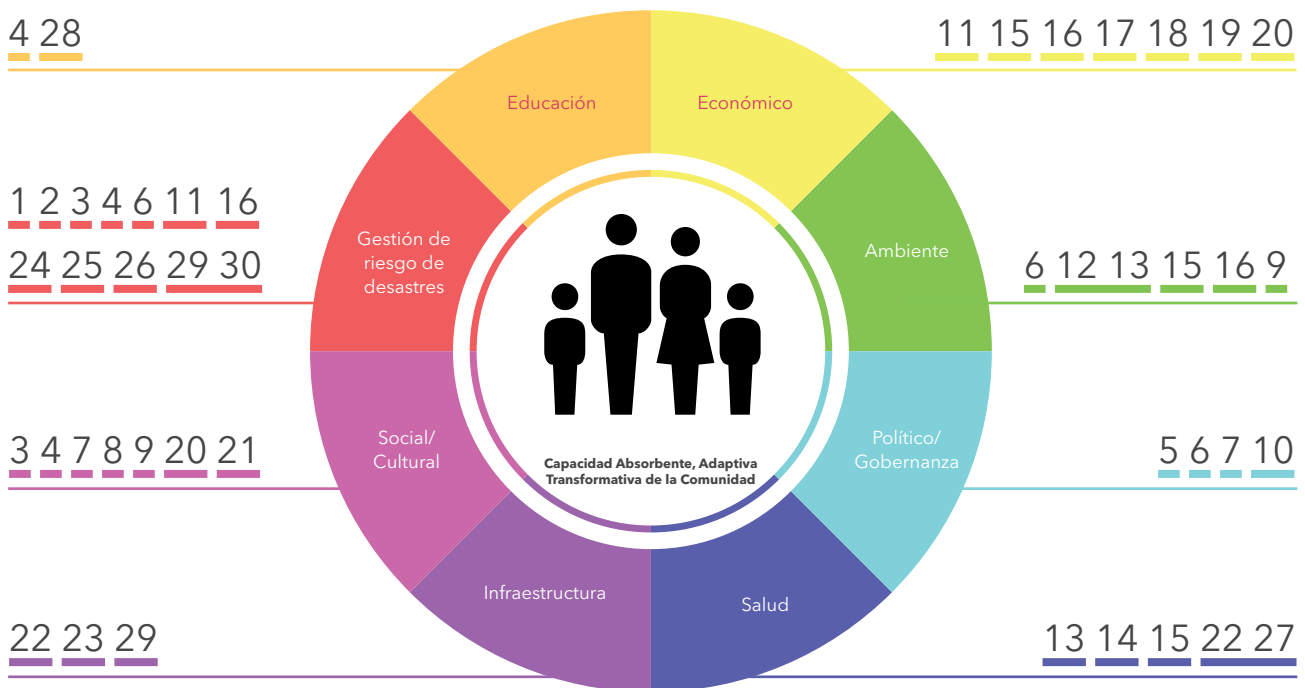 4 28
11 15 16 17 18 19 20
Educación
Económico
1 2 3 4 6 11 16
24 25 26 29 30
Gestión de
riesgo de
desastres
Ambiente
6 12 13 15 16 9
Capacidad Absorbente, Adaptiva
Transformativa de la Comunidad
3 4 7 8 9 20 21
Social/
Cultural
Político/
Gobernanza
5 6 7 10
Infraestructura
Salud
22 23 29
13 14 15 22 27